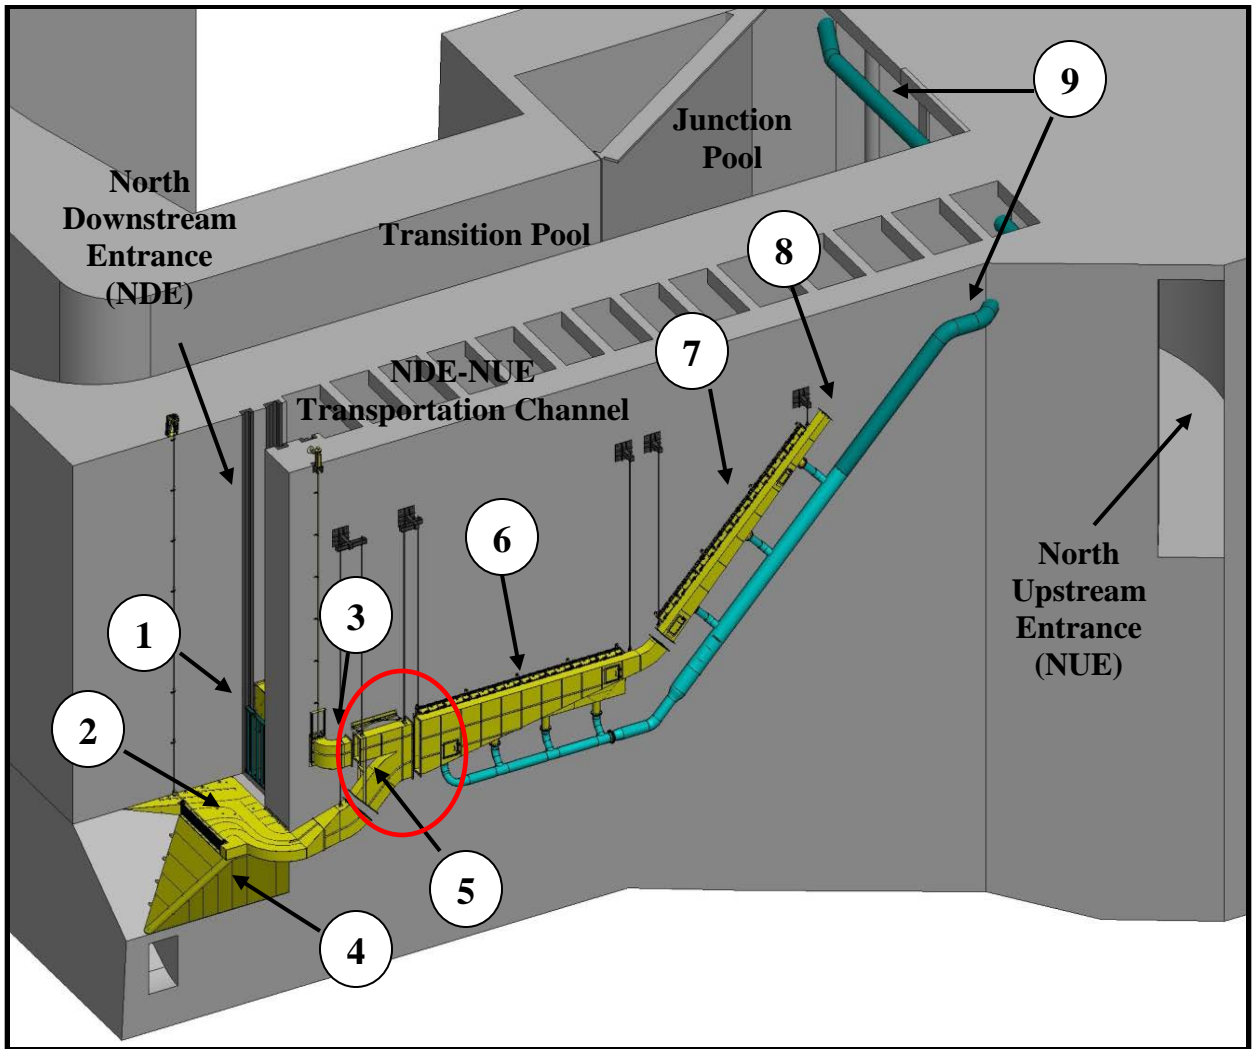 9
Junction
Pool
North
Downstream
Entrance
(NDE)
Transition Pool
8
7
NDE-NUE
Transportation Channel
6
North
Upstream
Entrance
(NUE)
3
1
2
5
4